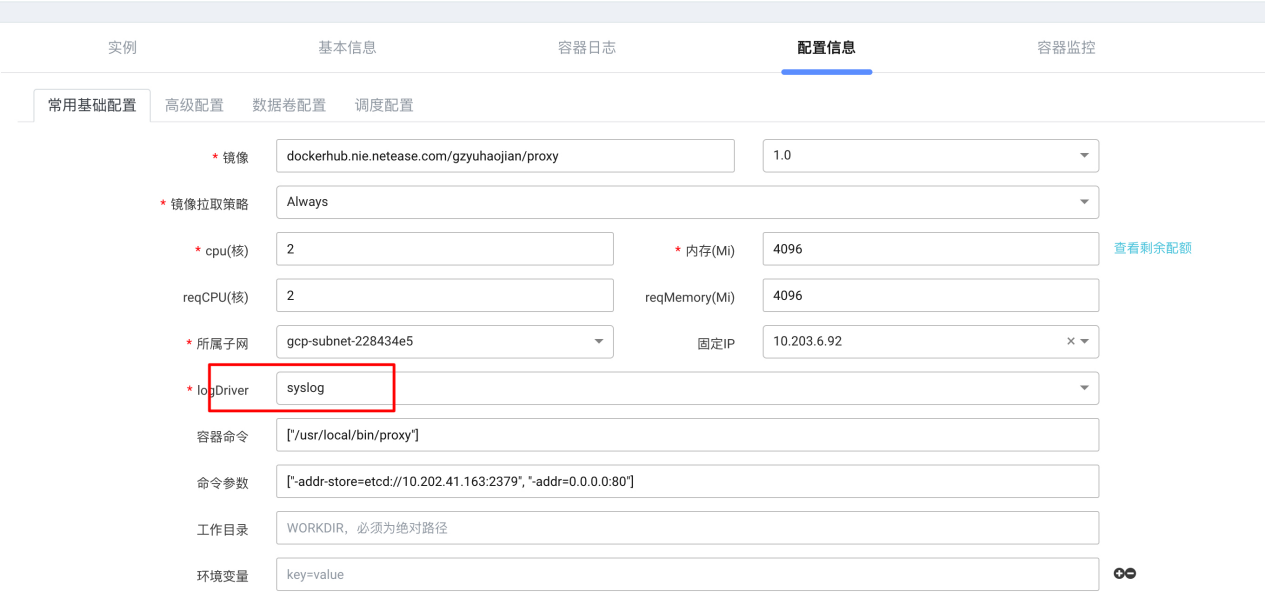 实例 基本信息 容器日志 配置信息 容器监控
常用基础配置 高级配置 数据卷配置 调度配置
* 镜像 dockerhub.nie.netease.com/gzyuhaojian/proxy 1.0
* 镜像拉取策略 Always
* cpu(核) 2 * 内存(Mi) 4096 查看剩余配额
reqCPU(核) 2 reqMemory(Mi) 4096
* 所属子网 gcp-subnet-228434e5 固定IP 10.203.6.92 ×
* logDriver syslog
容器命令 ["/usr/local/bin/proxy"]
命令参数 ["-addr-store=etcd://10.202.41.163:2379", "-addr=0.0.0.0:80"]
工作目录 WORKDIR，必须为绝对路径
环境变量 key=value